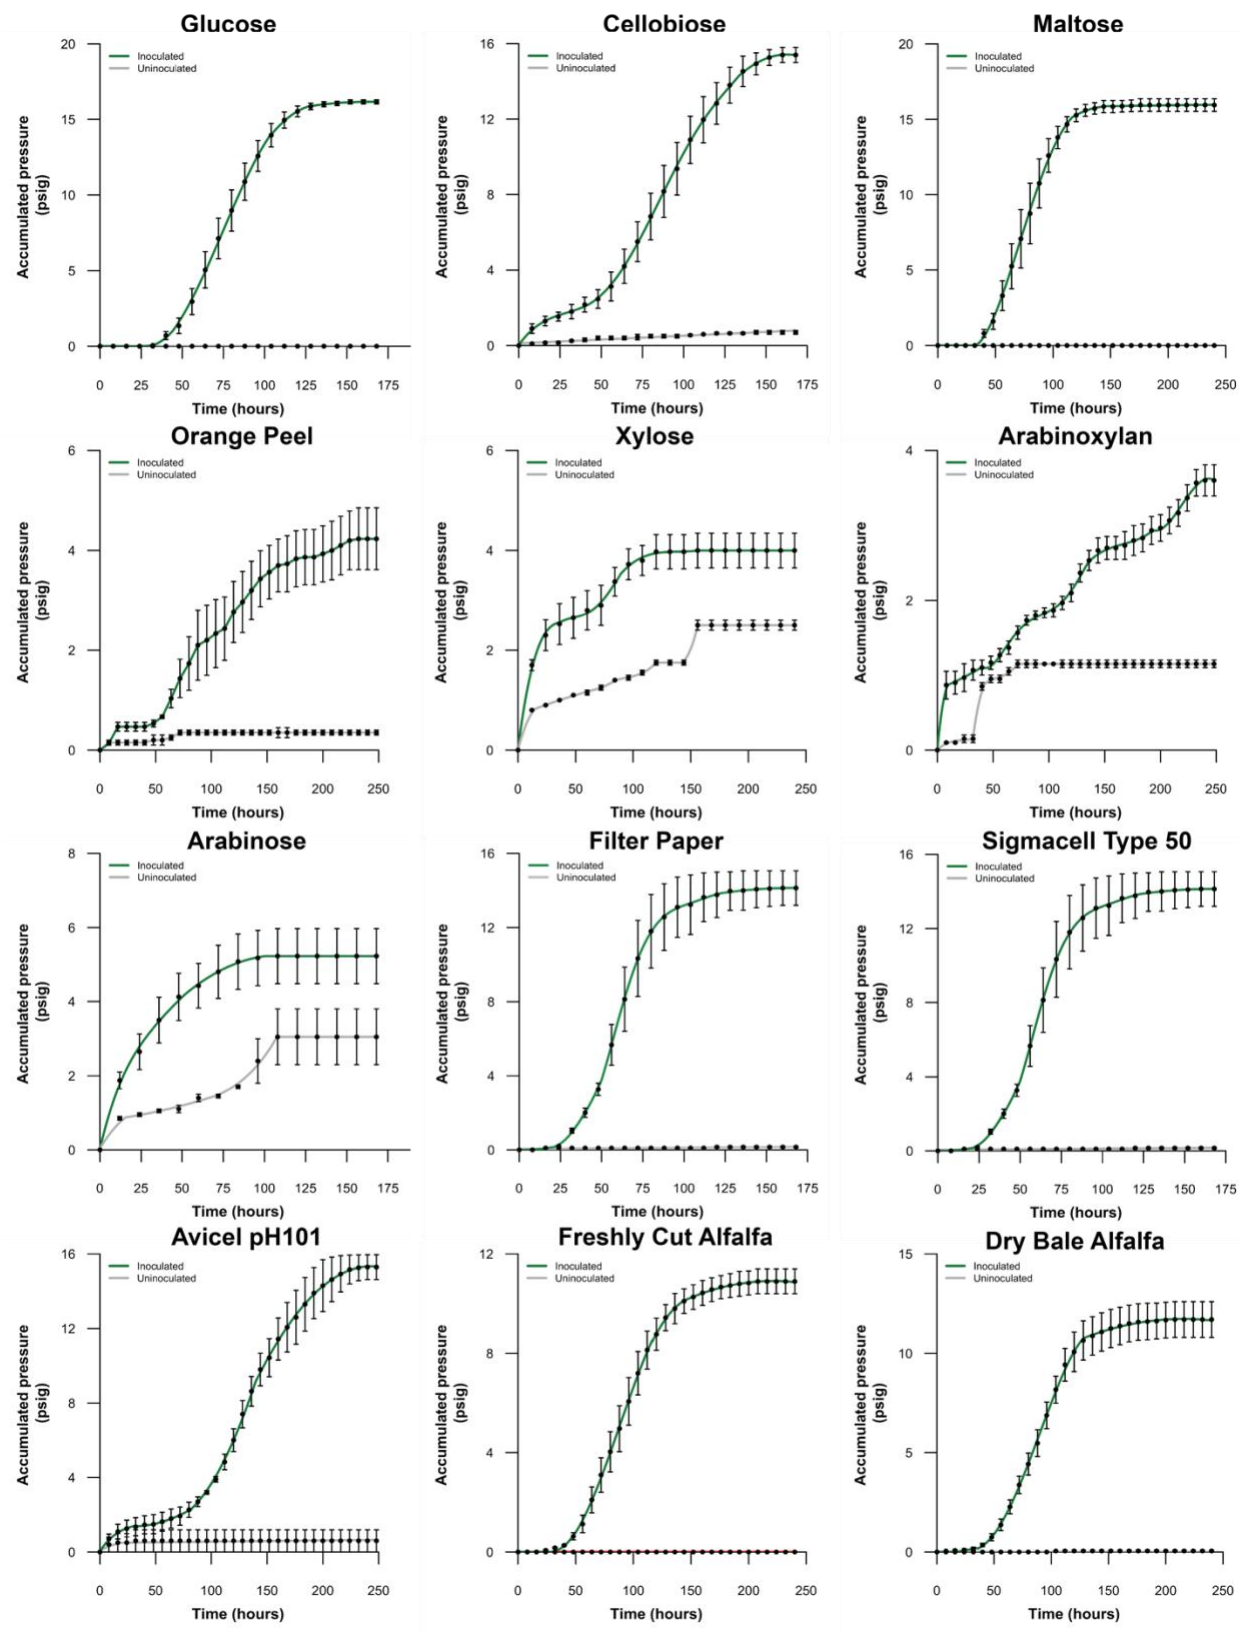 Glucose
20
15
10
5
0
Accumulated pressure
(psig)
Inoculated
Uninoculated
0 25 50 75 100 125 150 175
Time (hours)
Cellobiose
16
12
8
4
0
Accumulated pressure
(psig)
Inoculated
Uninoculated
0 25 50 75 100 125 150 175
Time (hours)
Maltose
20
15
10
5
0
Accumulated pressure
(psig)
Inoculated
Uninoculated
0 50 100 150 200 250
Time (hours)
Orange Peel
6
4
2
0
Accumulated pressure
(psig)
Inoculated
Uninoculated
0 50 100 150 200 250
Time (hours)
Xylose
6
4
2
0
Accumulated pressure
(psig)
Inoculated
Uninoculated
0 50 100 150 200 250
Time (hours)
Arabinoxylan
4
2
0
Accumulated pressure
(psig)
Inoculated
Uninoculated
0 50 100 150 200 250
Time (hours)
Arabinose
8
6
4
2
0
Accumulated pressure
(psig)
Inoculated
Uninoculated
0 25 50 75 100 125 150 175
Time (hours)
Filter Paper
16
12
8
4
0
Accumulated pressure
(psig)
Inoculated
Uninoculated
0 25 50 75 100 125 150 175
Time (hours)
Sigmacell Type 50
16
12
8
4
0
Accumulated pressure
(psig)
Inoculated
Uninoculated
0 25 50 75 100 125 150 175
Time (hours)
Avicel pH101
16
12
8
4
0
Accumulated pressure
(psig)
Inoculated
Uninoculated
0 50 100 150 200 250
Time (hours)
Freshly Cut Alfalfa
12
8
4
0
Accumulated pressure
(psig)
Inoculated
Uninoculated
0 50 100 150 200 250
Time (hours)
Dry Bale Alfalfa
15
10
5
0
Accumulated pressure
(psig)
Inoculated
Uninoculated
0 50 100 150 200 250
Time (hours)